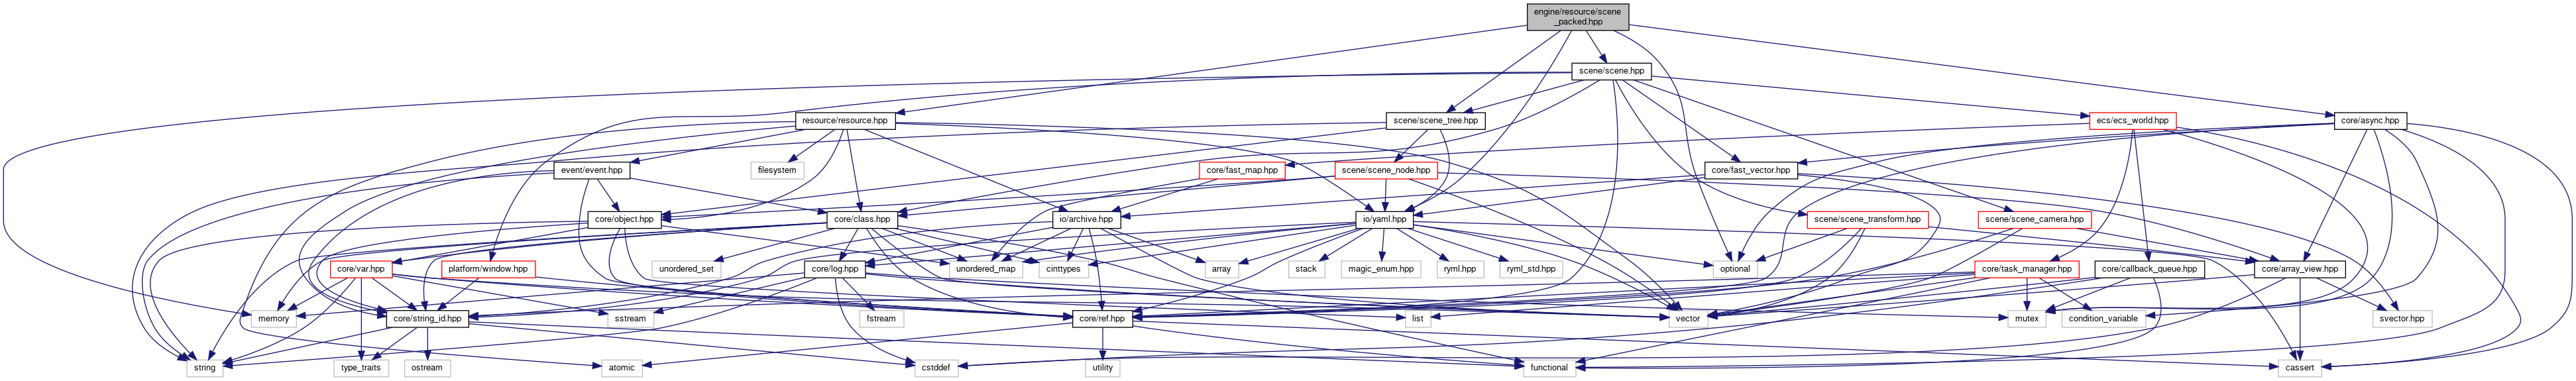 engine/resource/scene
_packed.hpp
scene/scene.hpp
resource/resource.hpp
scene/scene_tree.hpp
ecs/ecs_world.hpp
core/async.hpp
event/event.hpp
filesystem
core/fast_map.hpp
scene/scene_node.hpp
core/fast_vector.hpp
core/object.hpp
core/class.hpp
io/archive.hpp
io/yaml.hpp
scene/scene_transform.hpp
scene/scene_camera.hpp
core/var.hpp
platform/window.hpp
unordered_set
core/log.hpp
unordered_map
cinttypes
array
stack
magic_enum.hpp
ryml.hpp
ryml_std.hpp
optional
core/task_manager.hpp
core/callback_queue.hpp
core/array_view.hpp
memory
core/string_id.hpp
sstream
fstream
core/ref.hpp
list
vector
mutex
condition_variable
svector.hpp
string
type_traits
ostream
atomic
cstddef
utility
functional
cassert